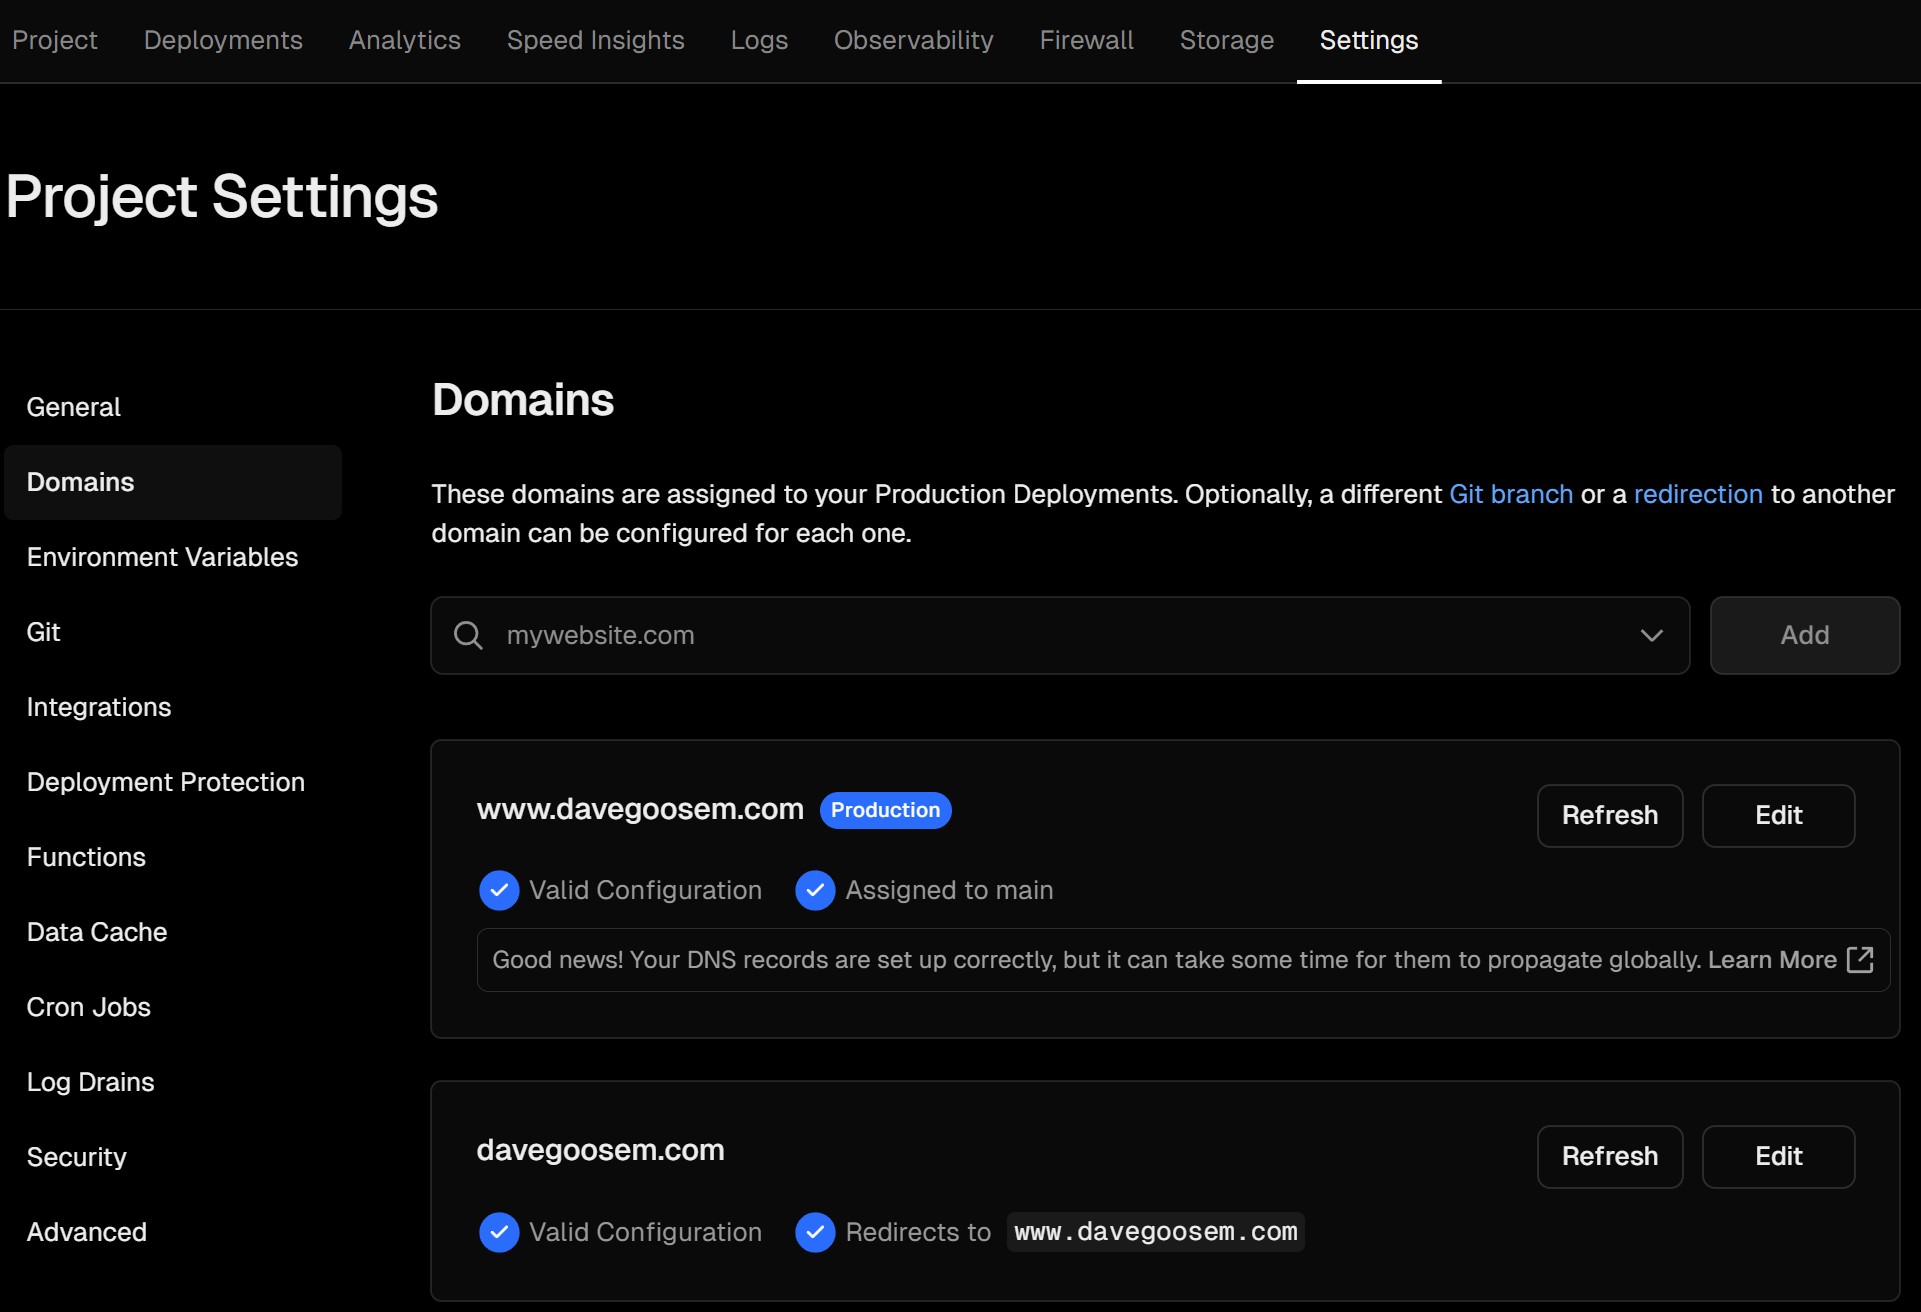 Project Deployments Analytics Speed Insights Logs Observability Firewall Storage Settings
Project Settings
General
Domains
Environment Variables
Git
Integrations
Deployment Protection
Functions
Data Cache
Cron Jobs
Log Drains
Security
Advanced
Domains
These domains are assigned to your Production Deployments. Optionally, a different Git branch or a redirection to another
domain can be configured for each one.
mywebsite.com Add
www.davegoosem.com Production Refresh Edit
Valid Configuration Assigned to main
Good news! Your DNS records are set up correctly, but it can take some time for them to propagate globally. Learn More
davegoosem.com Refresh Edit
Valid Configuration Redirects to www.davegoosem.com